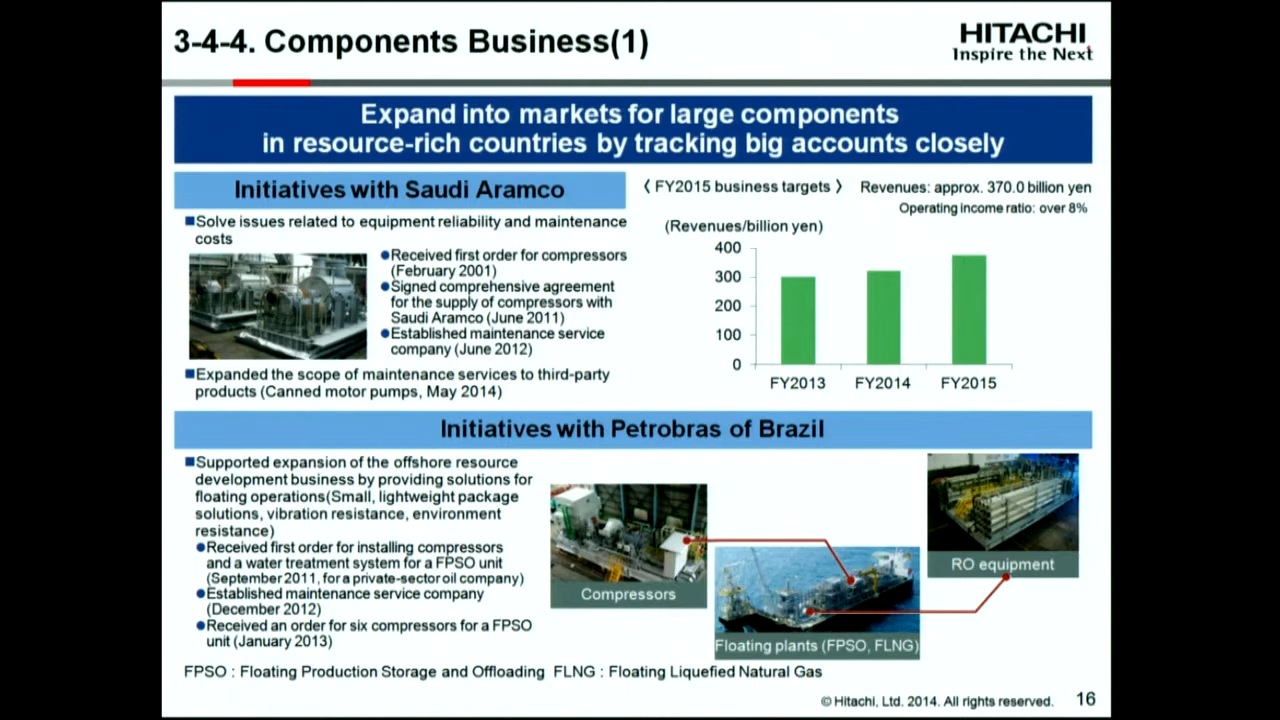 3-4-4. Components Business(1)
HITACHI
Inspire the Next
Expand into markets for large components
in resource-rich countries by tracking big accounts closely
Initiatives with Saudi Aramco
■Solve issues related to equipment reliability and maintenance
costs
●Received first order for compressors
(February 2001)
●Signed comprehensive agreement
for the supply of compressors with
Saudi Aramco (June 2011)
●Established maintenance service
company (June 2012)
■Expanded the scope of maintenance services to third-party
products (Canned motor pumps, May 2014)
〈 FY2015 business targets 〉 Revenues: approx. 370.0 billion yen
Operating income ratio: over 8%
(Revenues/billion yen)
400
300
200
100
0
FY2013 FY2014 FY2015
Initiatives with Petrobras of Brazil
■Supported expansion of the offshore resource
development business by providing solutions for
floating operations(Small, lightweight package
solutions, vibration resistance, environment
resistance)
●Received first order for installing compressors
and a water treatment system for a FPSO unit
(September 2011, for a private-sector oil company)
●Established maintenance service company
(December 2012)
●Received an order for six compressors for a FPSO
unit (January 2013)
Compressors
Floating plants (FPSO, FLNG)
RO equipment
FPSO : Floating Production Storage and Offloading FLNG : Floating Liquefied Natural Gas
© Hitachi, Ltd. 2014. All rights reserved. 16